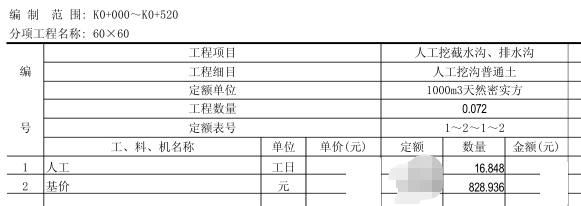 编 制 范 围: K0+000～K0+520
分项工程名称: 60×60
编 号
工程项目 人工挖截水沟、排水沟
工程细目 人工挖沟普通土
定额单位 1000m3天然密实方
工程数量 0.072
定额表号 1～2～1～2
工、料、机名称 单位 单价(元) 定额 数量 金额(元)
1 人工 工日 16.848
2 基价 元 828.936